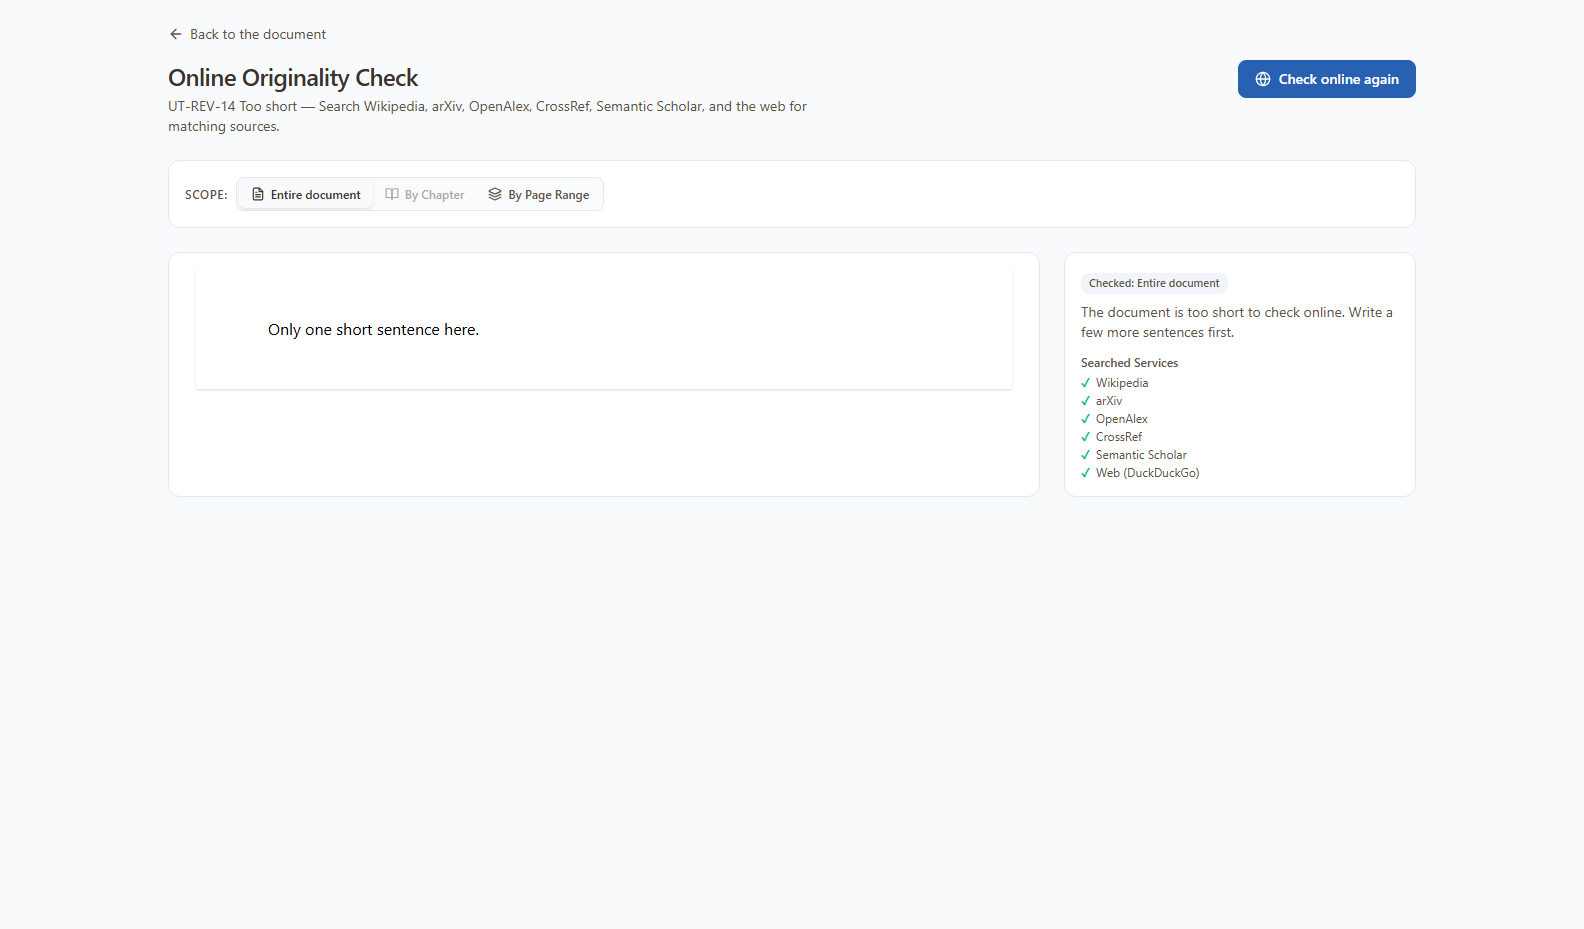 Back to the document
Online Originality Check
Check online again
UT-REV-14 Too short — Search Wikipedia, arXiv, OpenAlex, CrossRef, Semantic Scholar, and the web for
matching sources.
SCOPE: Entire document By Chapter By Page Range
Only one short sentence here.
Checked: Entire document
The document is too short to check online. Write a
few more sentences first.
Searched Services
✓ Wikipedia
✓ arXiv
✓ OpenAlex
✓ CrossRef
✓ Semantic Scholar
✓ Web (DuckDuckGo)